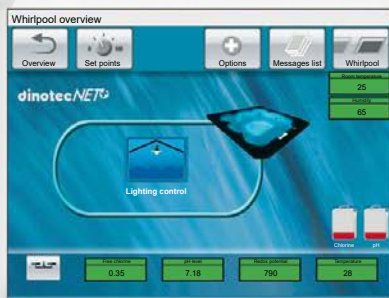 Whirlpool overview
Overview
Set points
Options
Messages list
Whirlpool
Room temperature
25
Humidity
65
dinotecNET+
Lighting control
Chlorine
pH
Free chlorine
0.35
pH level
7.18
Redox potential
790
Temperature
28